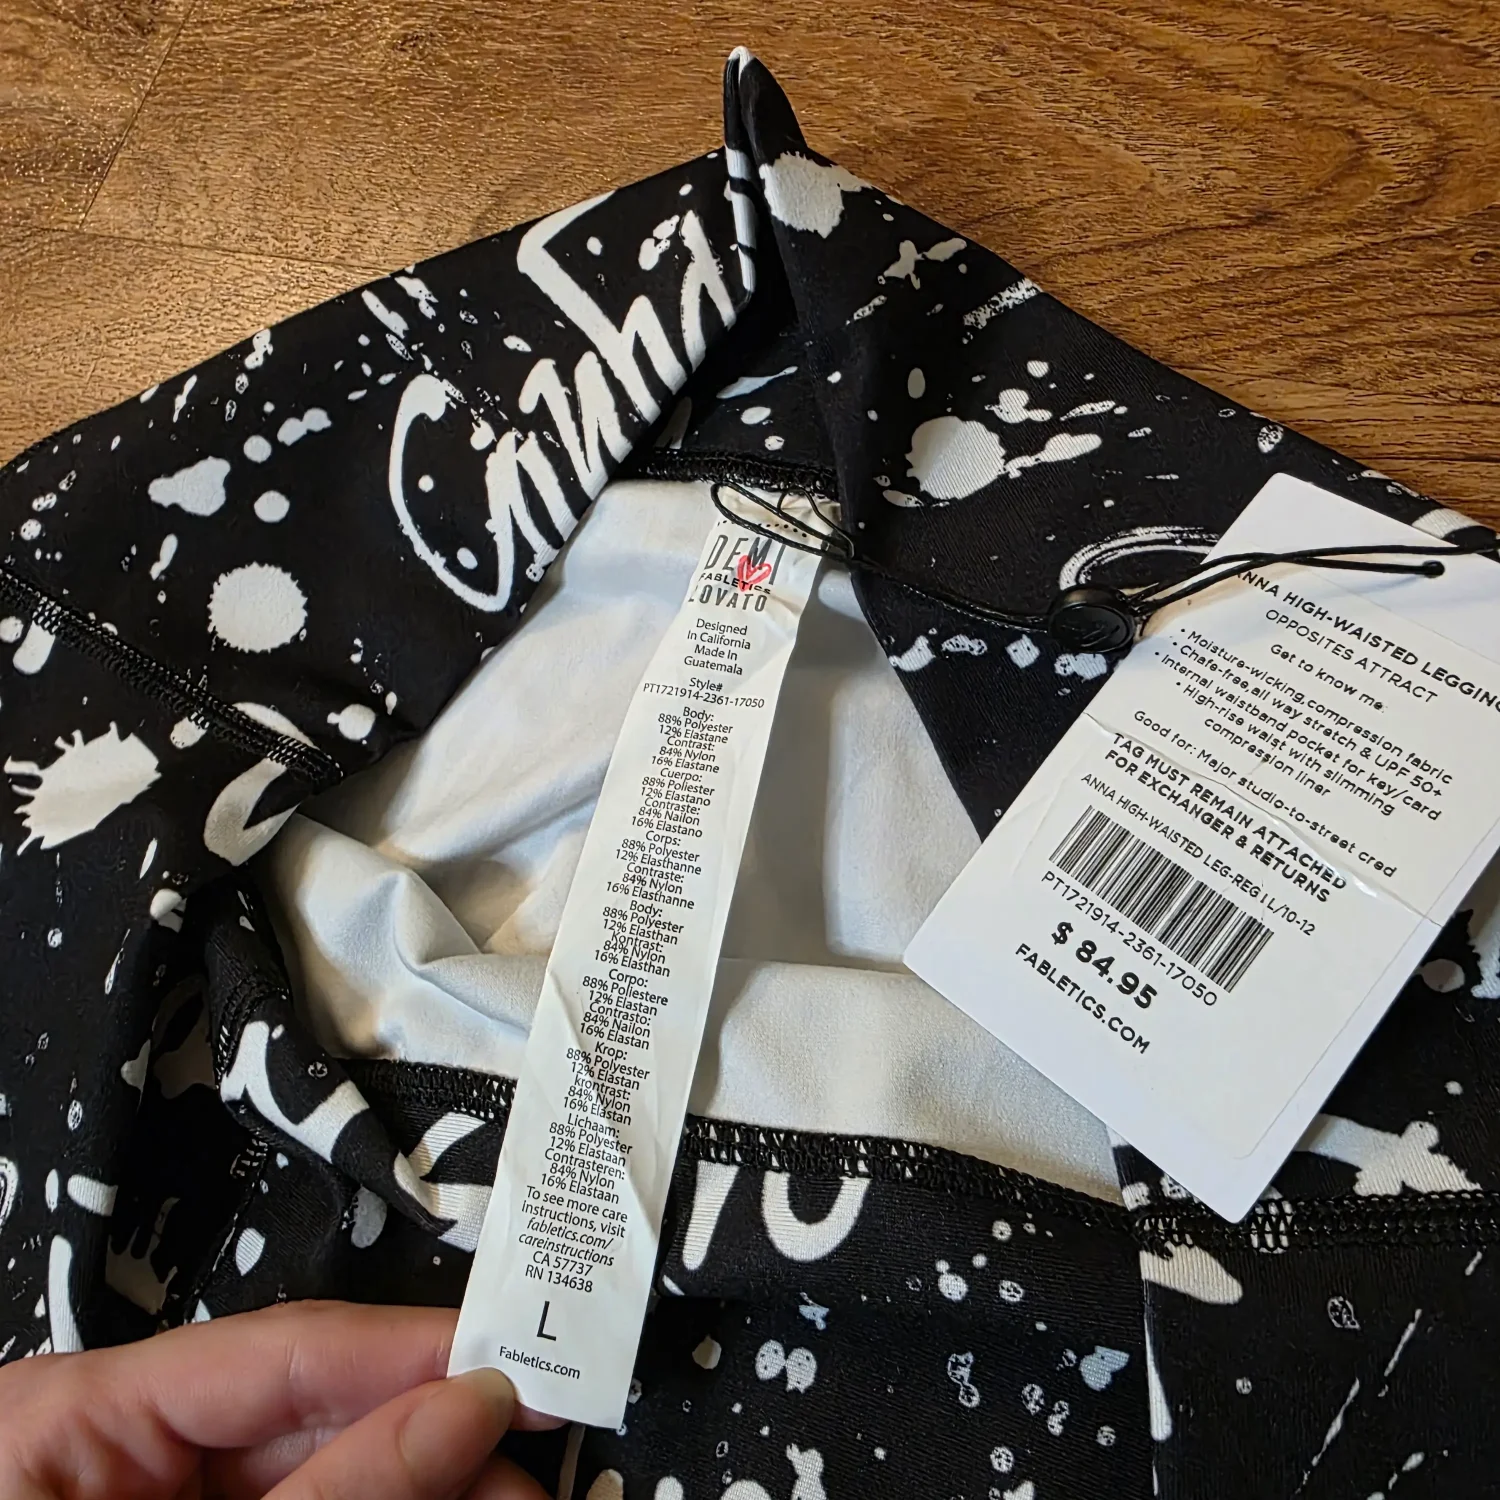 DEMI
FABLETICS
LOVATO
Designed
In California
Made In
Guatemala
Style#
PT1721914-2361-17050
Body:
88% Polyester
12% Elastane
Contrast:
84% Nylon
16% Elastane
Cuerpo:
88% Poliester
12% Elastano
Contraste:
84% Nailon
16% Elastano
Corps:
88% Polyester
12% Elasthanne
Contraste:
84% Nylon
16% Elasthanne
Body:
88% Polyester
12% Elasthan
Kontrast:
84% Nylon
16% Elasthan
Corpo:
88% Poliestere
12% Elastan
Contrasto:
84% Nailon
16% Elastan
Krop:
88% Polyester
12% Elastan
krontrast:
84% Nylon
16% Elastan
Lichaam:
88% Polyester
12% Elastaan
Contrasteren:
84% Nylon
16% Elastaan
To see more care
instructions, visit
fabletics.com/
careinstructions
CA 57737
RN 134638
L
Fabletics.com
ANNA HIGH-WAISTED LEGGING
OPPOSITES ATTRACT
Get to know me:
• Moisture-wicking, compression fabric
• Chafe-free, all way stretch & UPF 50+
• Internal waistband pocket for key/card
• High-rise waist with slimming
compression liner
Good for: Major studio-to-street cred
TAG MUST REMAIN ATTACHED
FOR EXCHANGER & RETURNS
ANNA HIGH-WAISTED LEG-REG | L/10-12
PT1721914-2361-17050
$ 84.95
FABLETICS.COM